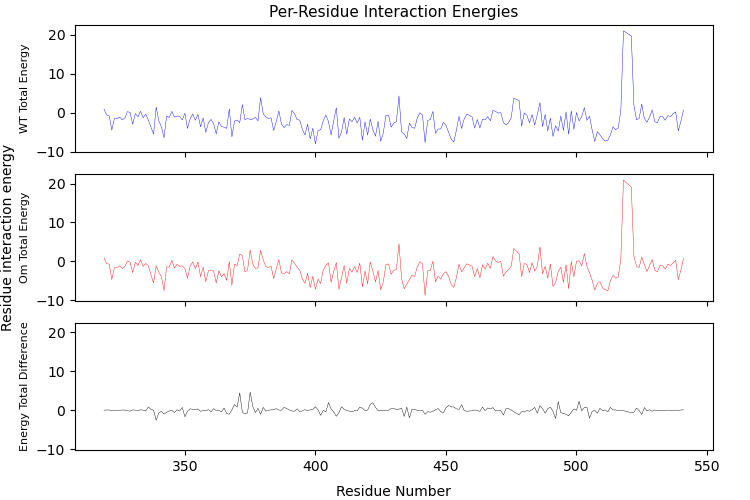 Per-Residue Interaction Energies
Residue interaction energy
WT Total Energy
20
10
0
−10
Om Total Energy
20
10
0
−10
Energy Total Difference
20
10
0
−10
350 400 450 500 550
Residue Number